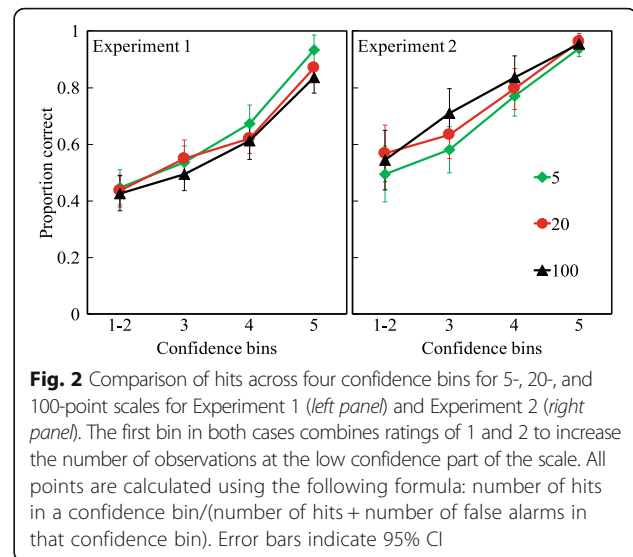 Experiment 1
Experiment 2
1
0.8
0.6
0.4
0.2
0
Proportion correct
5
20
100
1-2 3 4 5 1-2 3 4 5
Confidence bins Confidence bins
Fig. 2 Comparison of hits across four confidence bins for 5-, 20-, and
100-point scales for Experiment 1 (left panel) and Experiment 2 (right
panel). The first bin in both cases combines ratings of 1 and 2 to increase
the number of observations at the low confidence part of the scale. All
points are calculated using the following formula: number of hits
in a confidence bin/(number of hits + number of false alarms in
that confidence bin). Error bars indicate 95% CI